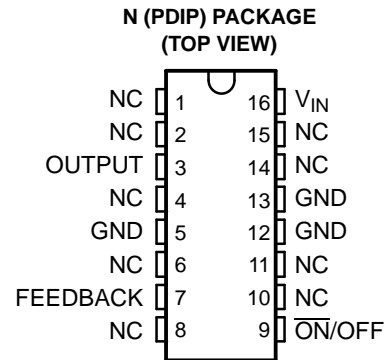 N (PDIP) PACKAGE
(TOP VIEW)
NC 1 16 VIN
NC 2 15 NC
OUTPUT 3 14 NC
NC 4 13 GND
GND 5 12 GND
NC 6 11 NC
FEEDBACK 7 10 NC
NC 8 9 O̅N̅/OFF